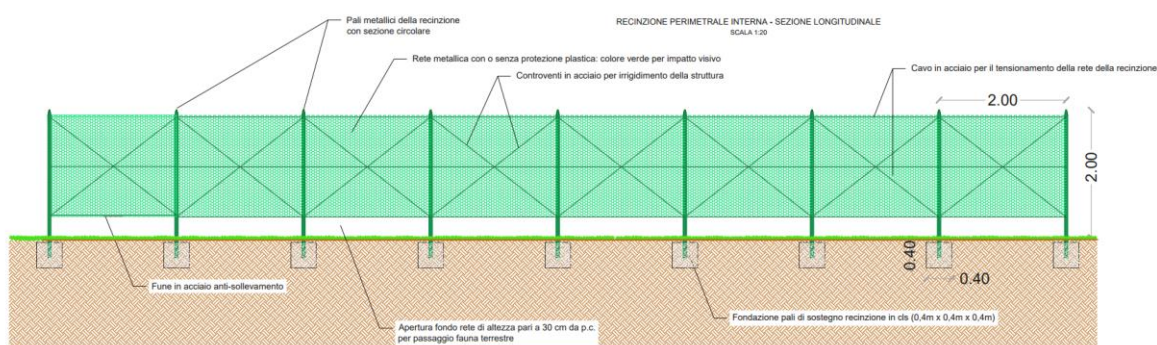 RECINZIONE PERIMETRALE INTERNA - SEZIONE LONGITUDINALE
SCALA 1:20
Pali metallici della recinzione
con sezione circolare
Rete metallica con o senza protezione plastica: colore verde per impatto visivo
Controventi in acciaio per irrigidimento della struttura
Cavo in acciaio per il tensionamento della rete della recinzione
2.00
2.00
0.40
0.40
Fune in acciaio anti-sollevamento
Apertura fondo rete di altezza pari a 30 cm da p.c.
per passaggio fauna terrestre
Fondazione pali di sostegno recinzione in cls (0,4m x 0,4m x 0,4m)